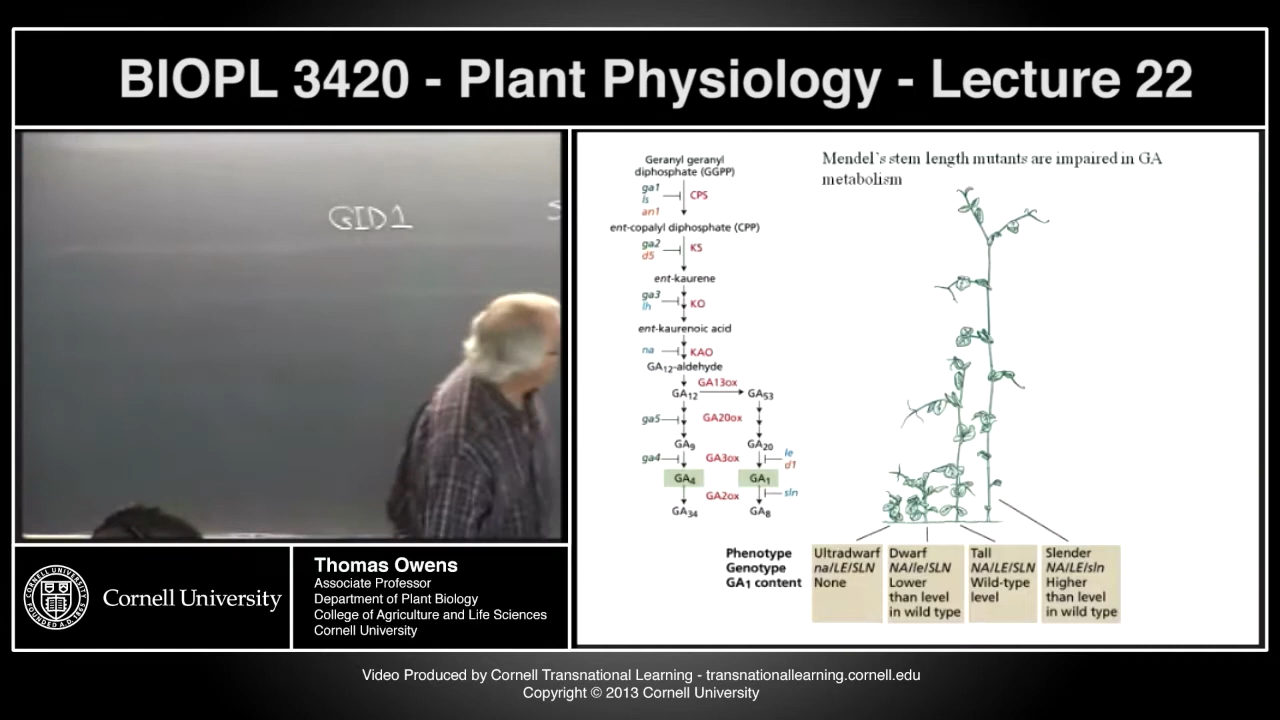 BIOPL 3420 - Plant Physiology - Lecture 22
GID1
S
Cornell University
Thomas Owens
Associate Professor
Department of Plant Biology
College of Agriculture and Life Sciences
Cornell University
Mendel's stem length mutants are impaired in GA
metabolism
Geranyl geranyl
diphosphate (GGPP)
ga1
ls
an1
CPS
ent-copalyl diphosphate (CPP)
ga2
d5
KS
ent-kaurene
ga3
lh
KO
ent-kaurenoic acid
na
KAO
GA12-aldehyde
GA13ox
GA12
GA53
ga5
GA20ox
GA9
GA20
ga4
GA3ox
le
d1
GA4
GA1
GA2ox
sln
GA34
GA8
Phenotype
Genotype
GA1 content
Ultradwarf
na/LE/SLN
None
Dwarf
NA/le/SLN
Lower
than level
in wild type
Tall
NA/LE/SLN
Wild-type
level
Slender
NA/LE/sln
Higher
than level
in wild type
Video Produced by Cornell Transnational Learning - transnationallearning.cornell.edu
Copyright © 2013 Cornell University